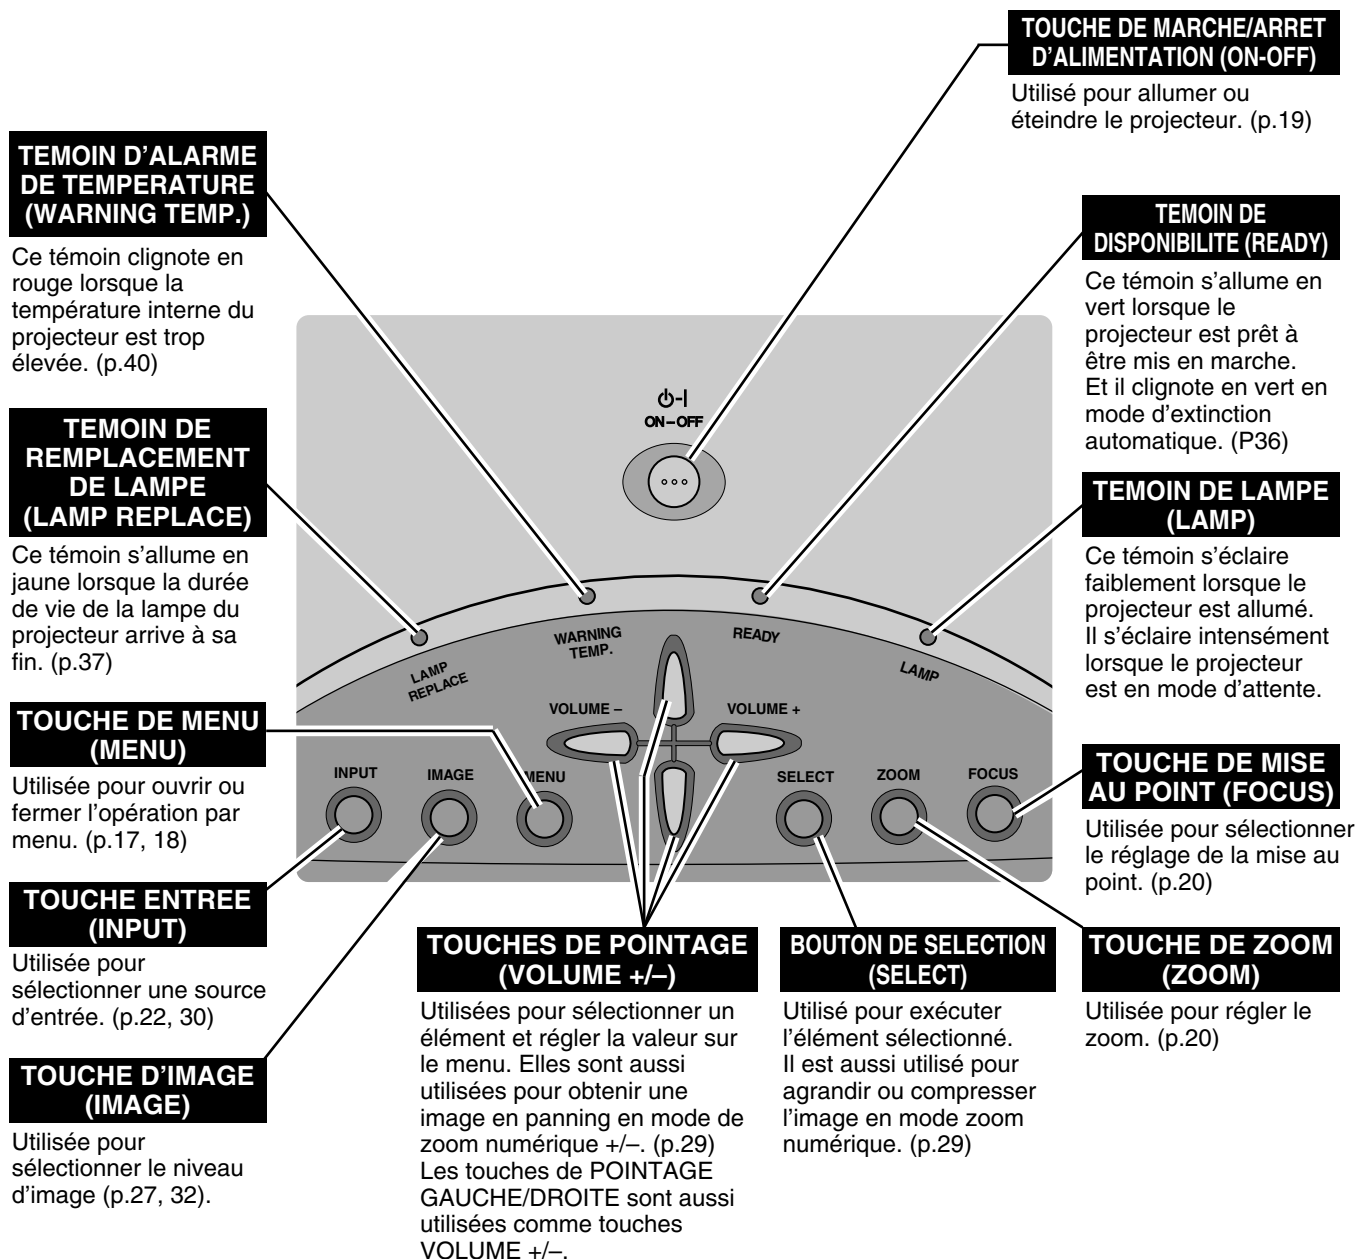 TOUCHE DE MARCHE/ARRET
D'ALIMENTATION (ON-OFF)
Utilisé pour allumer ou
éteindre le projecteur. (p.19)
TEMOIN D'ALARME
DE TEMPERATURE
(WARNING TEMP.)
Ce témoin clignote en
rouge lorsque la
température interne du
projecteur est trop
élevée. (p.40)
TEMOIN DE
DISPONIBILITE (READY)
Ce témoin s'allume en
vert lorsque le
projecteur est prêt à
être mis en marche.
Et il clignote en vert en
mode d'extinction
automatique. (P36)
TEMOIN DE
REMPLACEMENT
DE LAMPE
(LAMP REPLACE)
Ce témoin s'allume en
jaune lorsque la durée
de vie de la lampe du
projecteur arrive à sa
fin. (p.37)
TEMOIN DE LAMPE
(LAMP)
Ce témoin s'éclaire
faiblement lorsque le
projecteur est allumé.
Il s'éclaire intensément
lorsque le projecteur
est en mode d'attente.
ON–OFF
LAMP
REPLACE
WARNING
TEMP.
READY
LAMP
VOLUME –
VOLUME +
INPUT
IMAGE
MENU
SELECT
ZOOM
FOCUS
TOUCHE DE MENU
(MENU)
Utilisée pour ouvrir ou
fermer l'opération par
menu. (p.17, 18)
TOUCHE DE MISE
AU POINT (FOCUS)
Utilisée pour sélectionner
le réglage de la mise au
point. (p.20)
TOUCHE ENTREE
(INPUT)
Utilisée pour
sélectionner une source
d'entrée. (p.22, 30)
TOUCHE D'IMAGE
(IMAGE)
Utilisée pour
sélectionner le niveau
d'image (p.27, 32).
TOUCHES DE POINTAGE
(VOLUME +/–)
Utilisées pour sélectionner un
élément et régler la valeur sur
le menu. Elles sont aussi
utilisées pour obtenir une
image en panning en mode de
zoom numérique +/–. (p.29)
Les touches de POINTAGE
GAUCHE/DROITE sont aussi
utilisées comme touches
VOLUME +/–.
BOUTON DE SELECTION
(SELECT)
Utilisé pour exécuter
l'élément sélectionné.
Il est aussi utilisé pour
agrandir ou compresser
l'image en mode zoom
numérique. (p.29)
TOUCHE DE ZOOM
(ZOOM)
Utilisée pour régler le
zoom. (p.20)